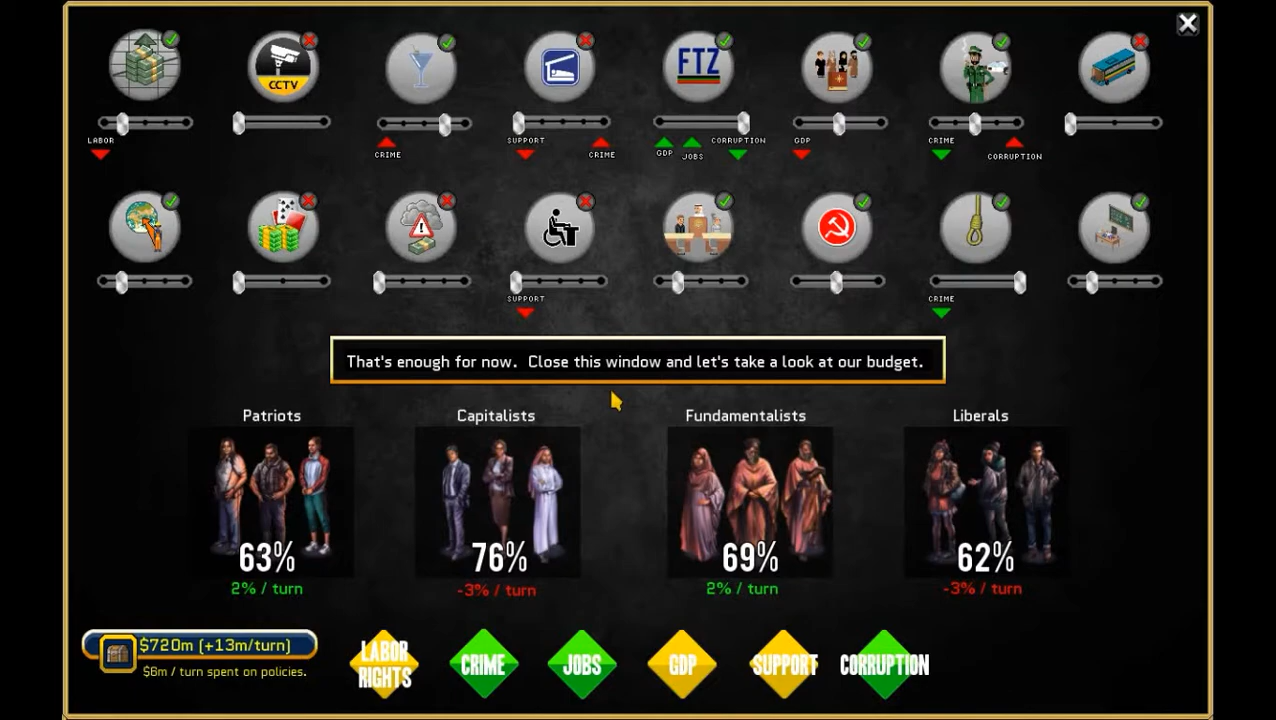 CCTV
FTZ
LABOR
CRIME
SUPPORT
CRIME
GDP
JOBS
CORRUPTION
GDP
CRIME
CORRUPTION
SUPPORT
CRIME
That's enough for now. Close this window and let's take a look at our budget.
Patriots
Capitalists
Fundamentalists
Liberals
63%
76%
69%
62%
2% / turn
-3% / turn
2% / turn
-3% / turn
$720m (+13m/turn)
$6m / turn spent on policies.
LABOR
RIGHTS
CRIME
JOBS
GDP
SUPPORT
CORRUPTION